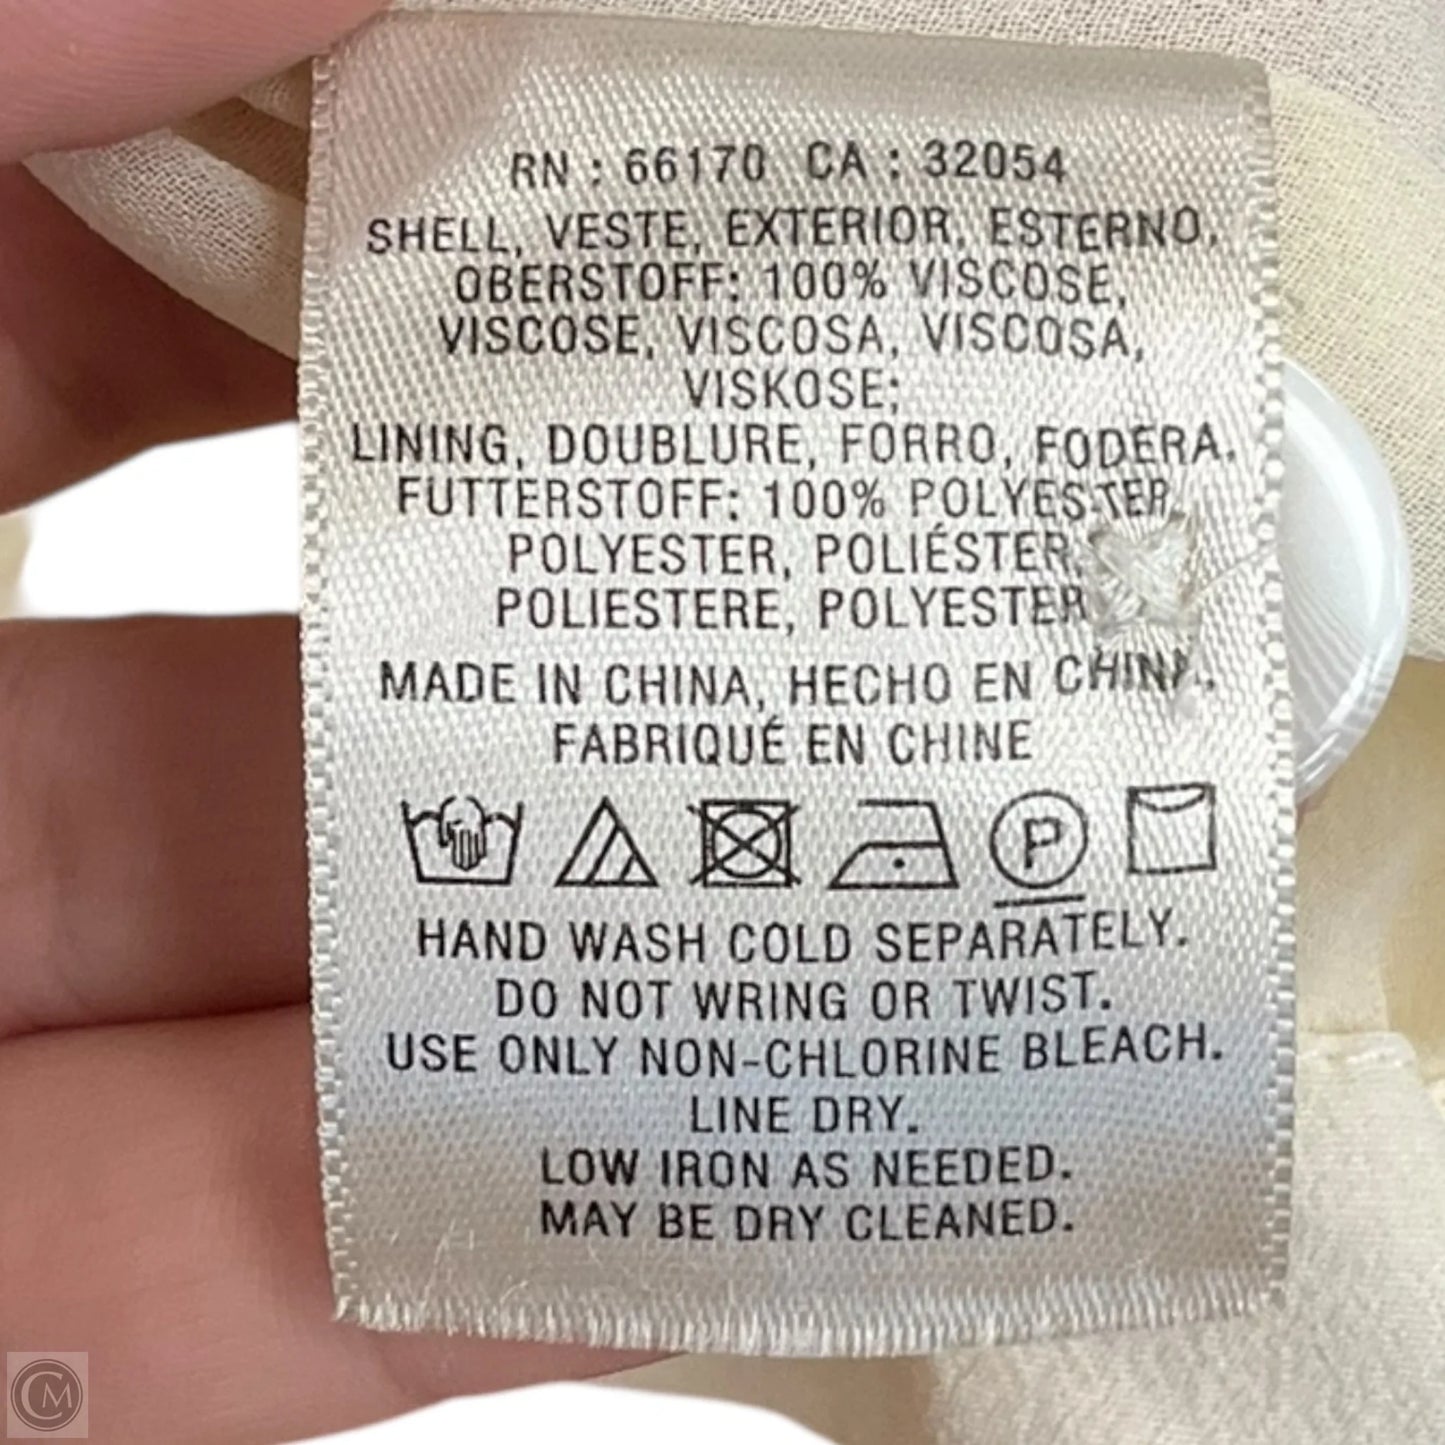 RN : 66170 CA : 32054
SHELL, VESTE, EXTERIOR, ESTERNO,
OBERSTOFF: 100% VISCOSE,
VISCOSE, VISCOSA, VISCOSA,
VISKOSE;
LINING, DOUBLURE, FORRO, FODERA.
FUTTERSTOFF: 100% POLYESTER,
POLYESTER, POLIÉSTER,
POLIESTERE, POLYESTER
MADE IN CHINA, HECHO EN CHINA,
FABRIQUÉ EN CHINE
P
HAND WASH COLD SEPARATELY.
DO NOT WRING OR TWIST.
USE ONLY NON-CHLORINE BLEACH.
LINE DRY.
LOW IRON AS NEEDED.
MAY BE DRY CLEANED.
CM